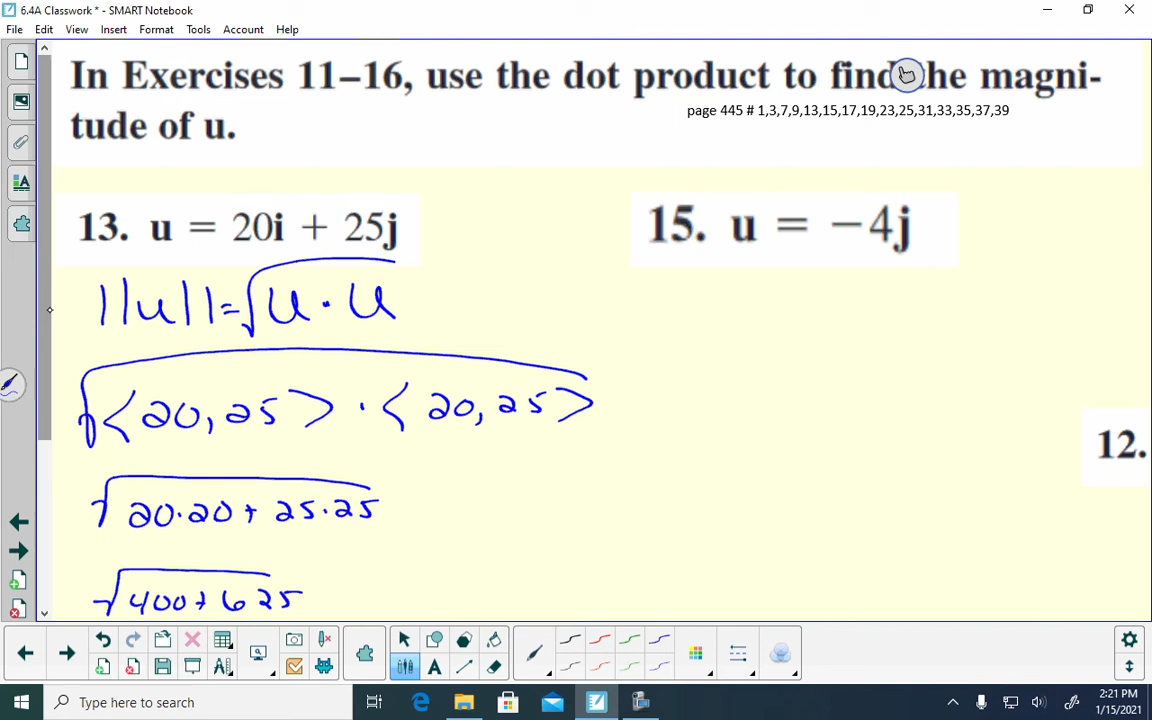 6.4A Classwork * - SMART Notebook
File Edit View Insert Format Tools Account Help
In Exercises 11–16, use the dot product to find the magni-
page 445 # 1,3,7,9,13,15,17,19,23,25,31,33,35,37,39
tude of u.
13. u = 20i + 25j
15. u = −4j
||u|| = √u · u
√<20, 25> · <20, 25>
12.
√20·20 + 25·25
√400 + 625
Type here to search
2:21 PM
1/15/2021